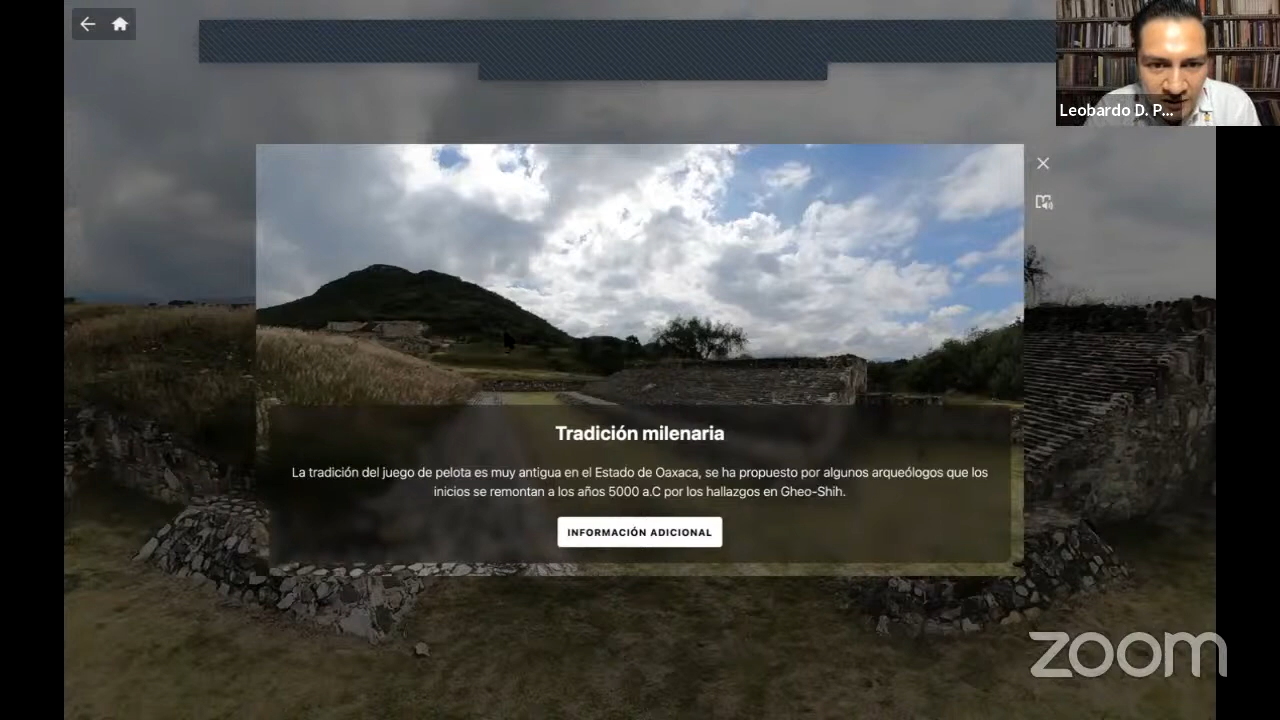 Leobardo D. P...
Tradición milenaria
La tradición del juego de pelota es muy antigua en el Estado de Oaxaca, se ha propuesto por algunos arqueólogos que los
inicios se remontan a los años 5000 a.C por los hallazgos en Gheo-Shih.
INFORMACIÓN ADICIONAL
zoom